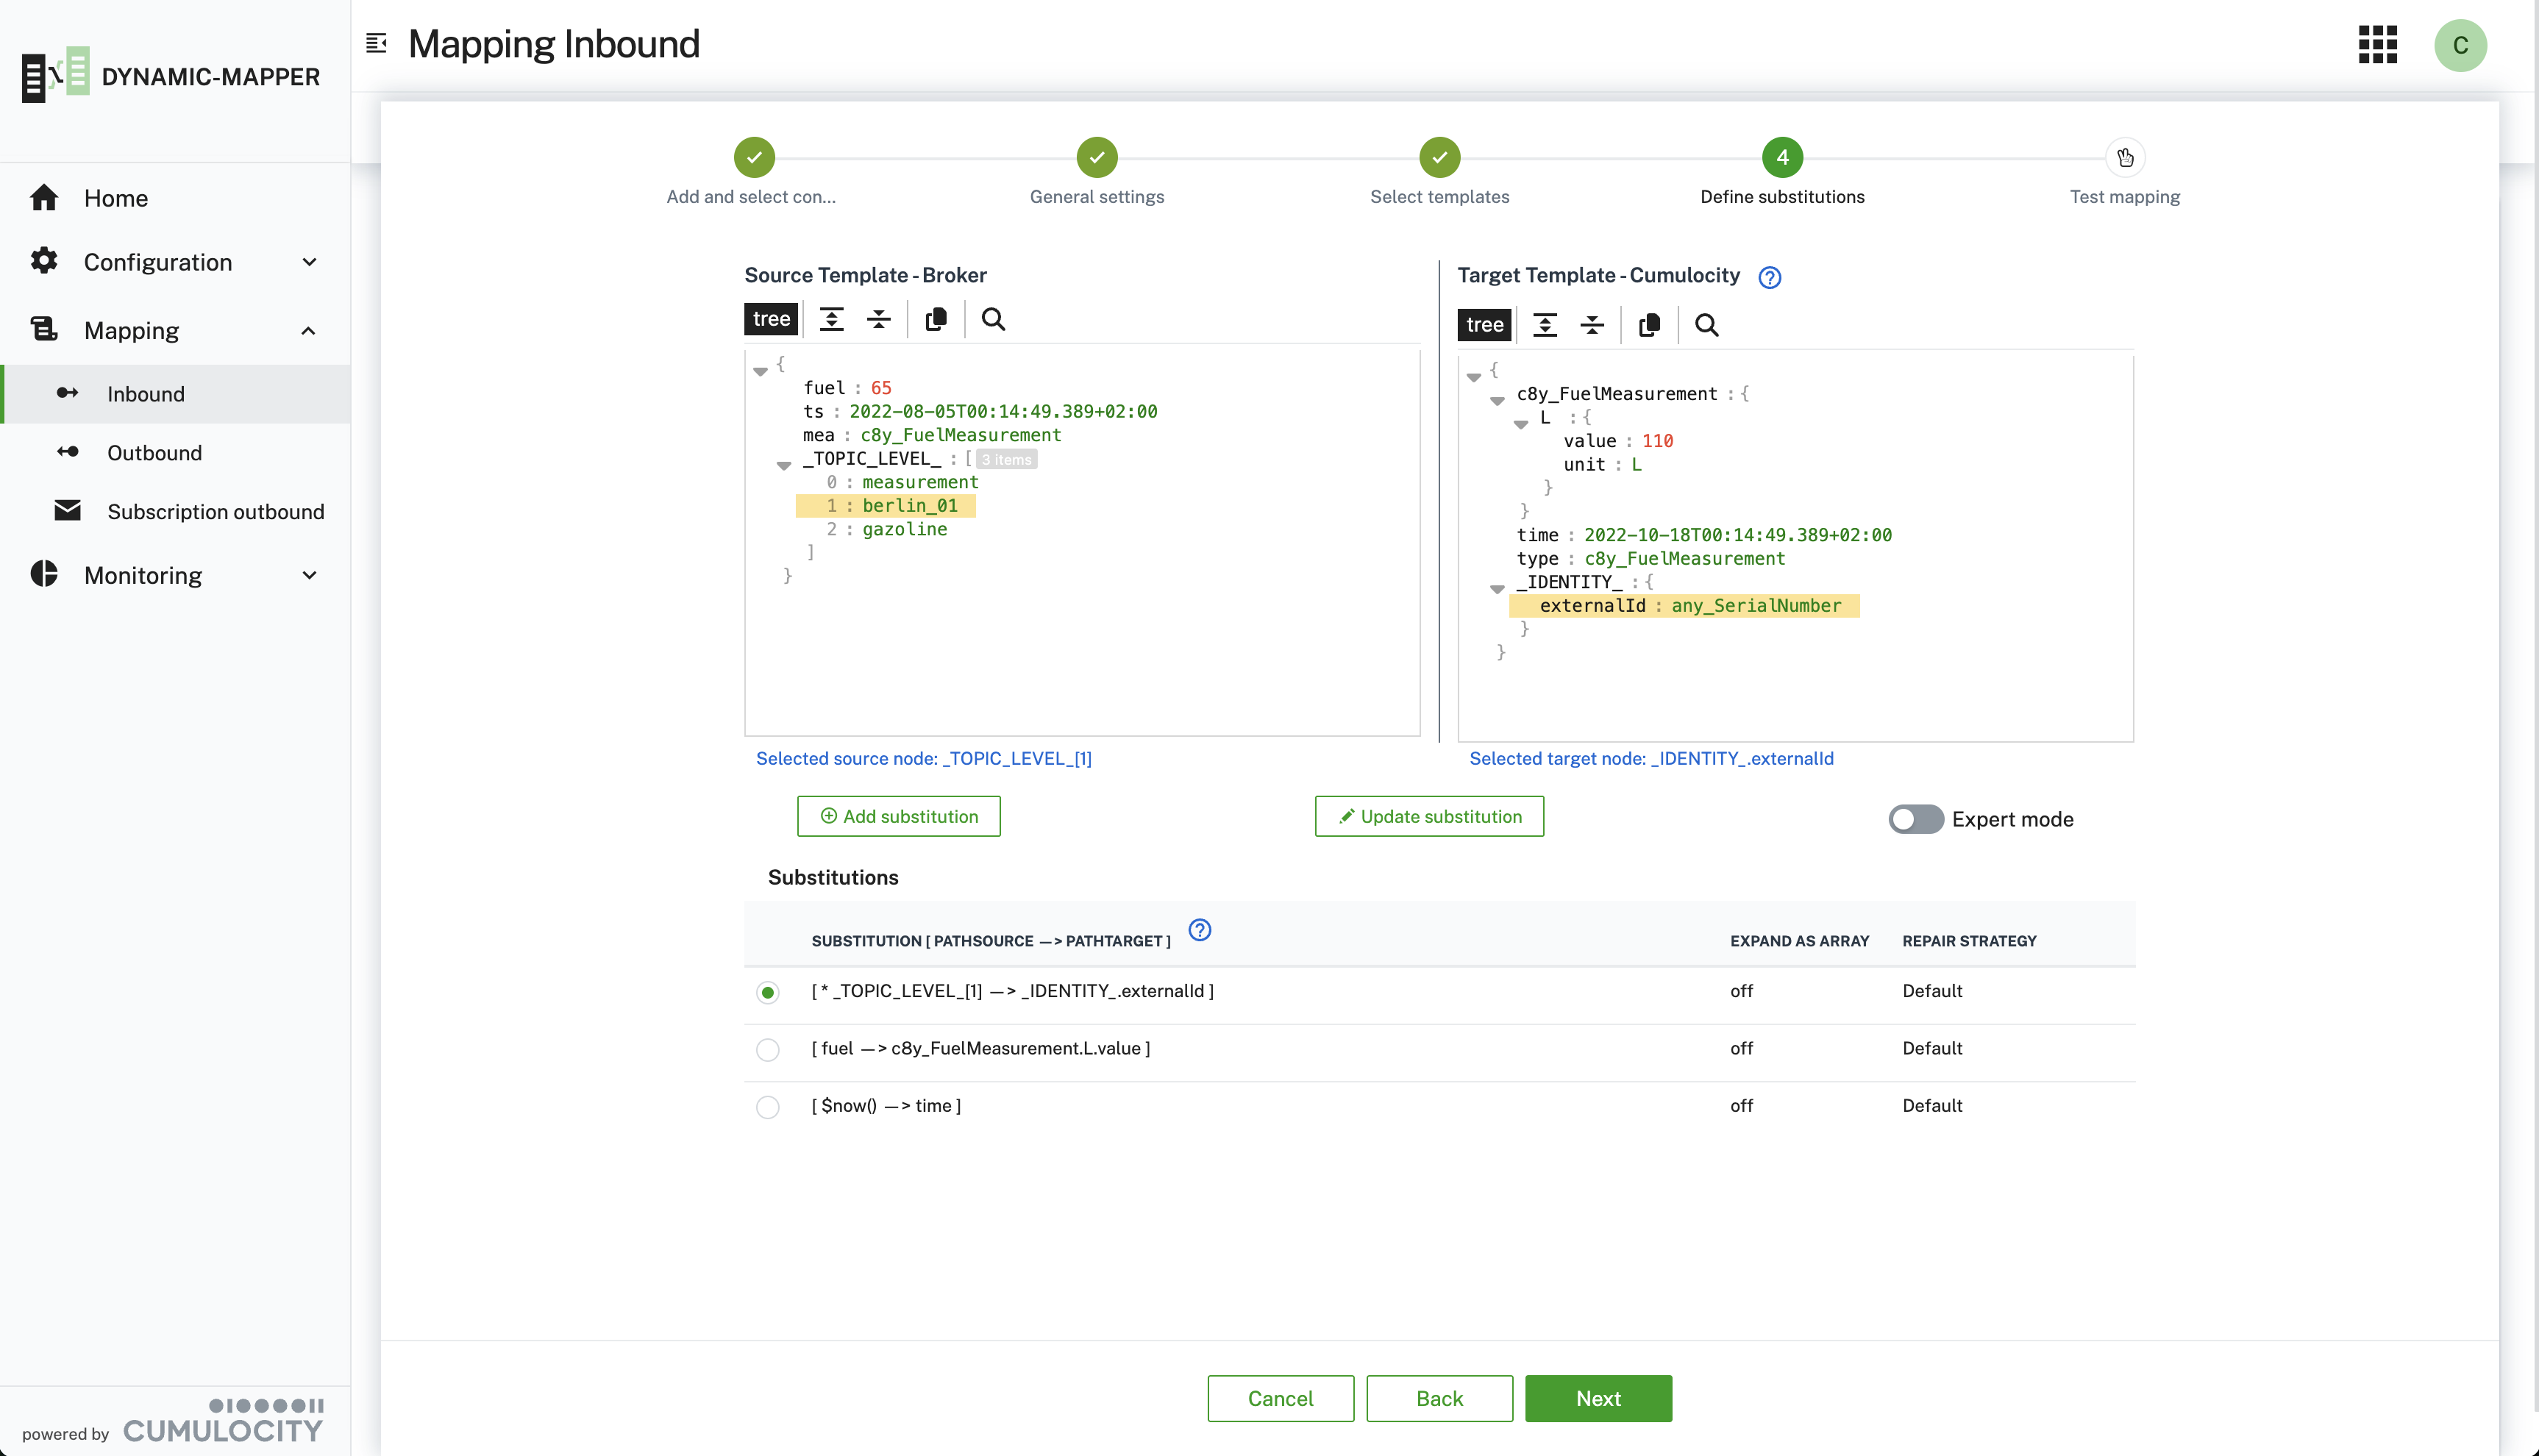 DYNAMIC-MAPPER
Home
Configuration
Mapping
Inbound
Outbound
Subscription outbound
Monitoring
powered by CUMULOCITY
Mapping Inbound
C
4
Add and select con...
General settings
Select templates
Define substitutions
Test mapping
Source Template - Broker
tree
{
fuel : 65
ts : 2022-08-05T00:14:49.389+02:00
mea : c8y_FuelMeasurement
_TOPIC_LEVEL_ : [ 3 items
0 : measurement
1 : berlin_01
2 : gazoline
]
}
Selected source node: _TOPIC_LEVEL_[1]
Target Template - Cumulocity ?
tree
{
c8y_FuelMeasurement : {
L : {
value : 110
unit : L
}
}
time : 2022-10-18T00:14:49.389+02:00
type : c8y_FuelMeasurement
_IDENTITY_ : {
externalId : any_SerialNumber
}
}
Selected target node: _IDENTITY_.externalId
Add substitution
Update substitution
Expert mode
Substitutions
SUBSTITUTION [ PATHSOURCE —> PATHTARGET ] ? EXPAND AS ARRAY REPAIR STRATEGY
[ * _TOPIC_LEVEL_[1] —> _IDENTITY_.externalId ] off Default
[ fuel —> c8y_FuelMeasurement.L.value ] off Default
[ $now() —> time ] off Default
Cancel
Back
Next